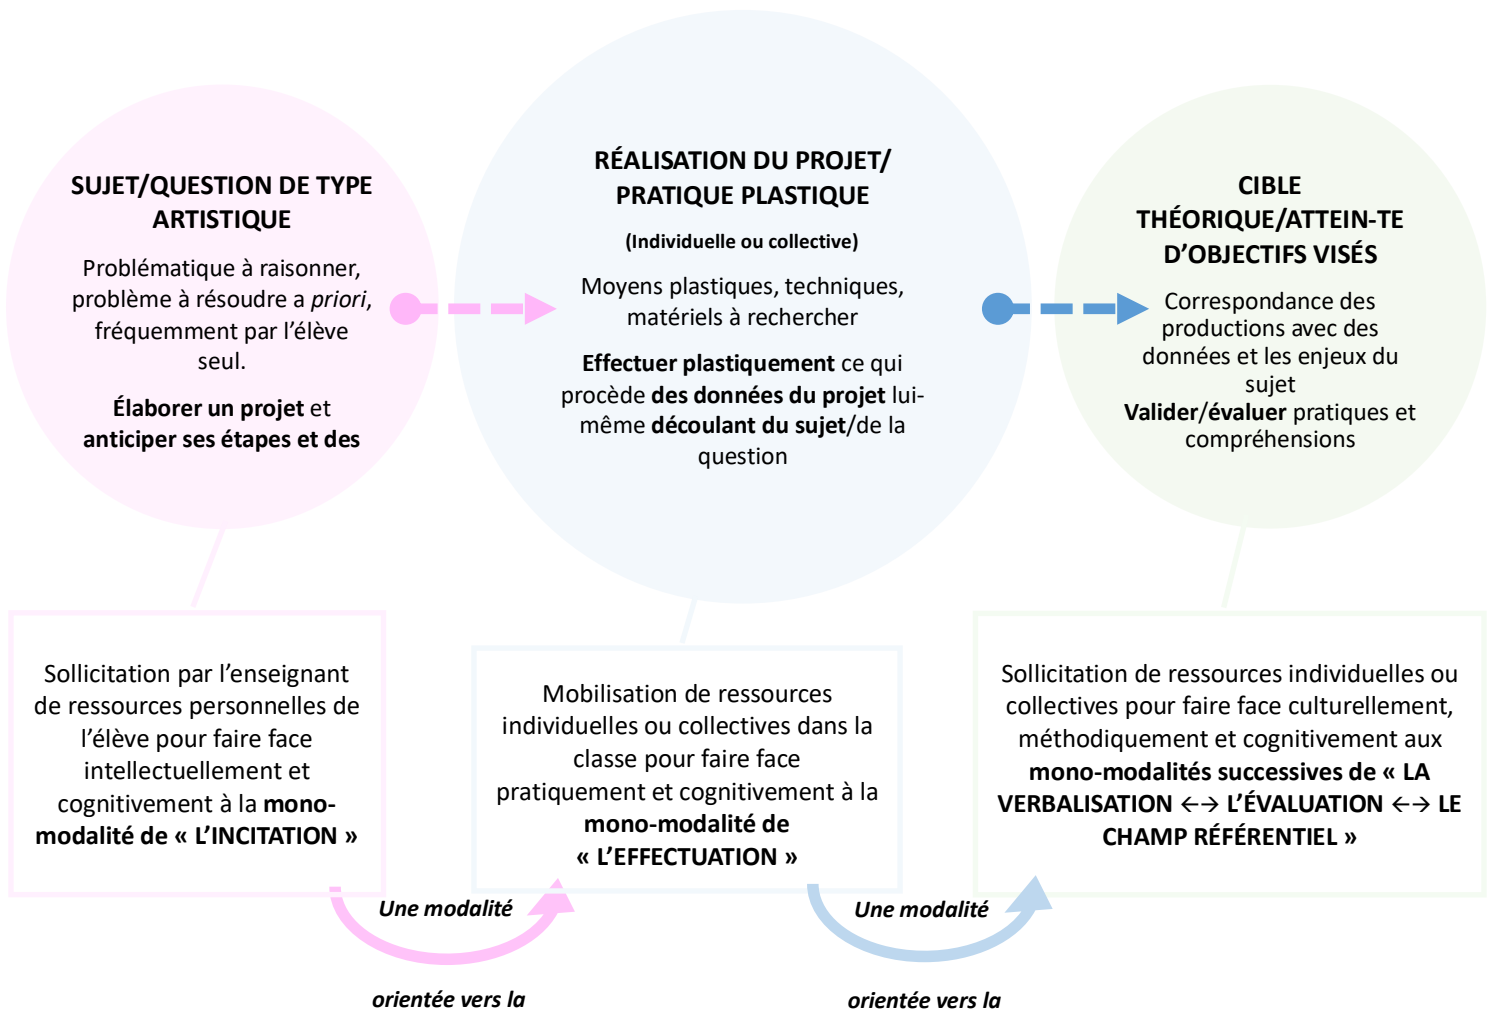 SUJET/QUESTION DE TYPE
ARTISTIQUE
Problématique à raisonner,
problème à résoudre a priori,
fréquemment par l’élève
seul.
Élaborer un projet et
anticiper ses étapes et des
RÉALISATION DU PROJET/
PRATIQUE PLASTIQUE
(Individuelle ou collective)
Moyens plastiques, techniques,
matériels à rechercher
Effectuer plastiquement ce qui
procède des données du projet lui-
même découlant du sujet/de la
question
CIBLE
THÉORIQUE/ATTEIN-TE
D’OBJECTIFS VISÉS
Correspondance des
productions avec des
données et les enjeux du
sujet
Valider/évaluer pratiques et
compréhensions
Sollicitation par l’enseignant
de ressources personnelles de
l’élève pour faire face
intellectuellement et
cognitivement à la mono-
modalité de « L’INCITATION »
Mobilisation de ressources
individuelles ou collectives dans la
classe pour faire face
pratiquement et cognitivement à la
mono-modalité de
« L’EFFECTUATION »
Sollicitation de ressources individuelles ou
collectives pour faire face culturellement,
méthodiquement et cognitivement aux
mono-modalités successives de « LA
VERBALISATION ←→ L’ÉVALUATION ←→ LE
CHAMP RÉFÉRENTIEL »
Une modalité
orientée vers la
Une modalité
orientée vers la